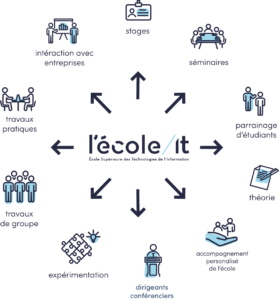 stages
intéraction avec
entreprises
séminaires
travaux
pratiques
parrainage
d'étudiants
l'école/it
École Supérieure des Technologies de l'Information
théorie
travaux
de groupe
accompagnement
personalisé
de l'école
expérimentation
dirigeants
conférenciers